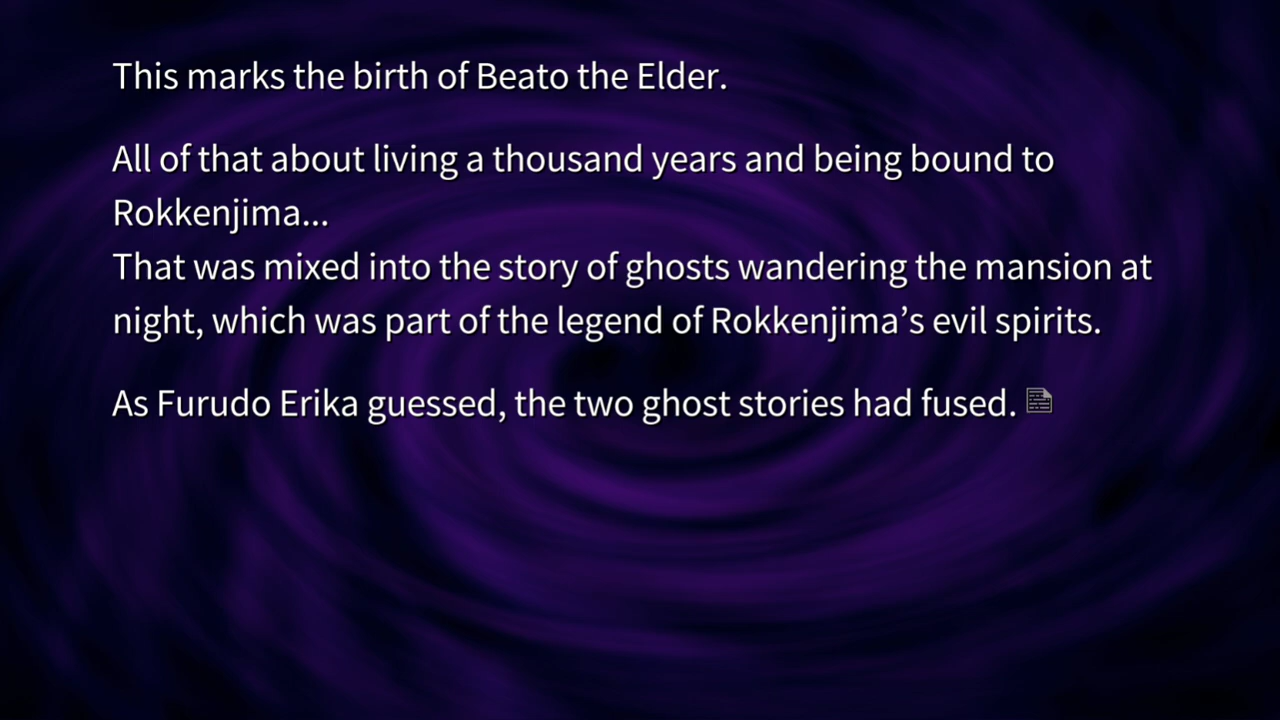 This marks the birth of Beato the Elder.
All of that about living a thousand years and being bound to
Rokkenjima...
That was mixed into the story of ghosts wandering the mansion at
night, which was part of the legend of Rokkenjima’s evil spirits.
As Furudo Erika guessed, the two ghost stories had fused.